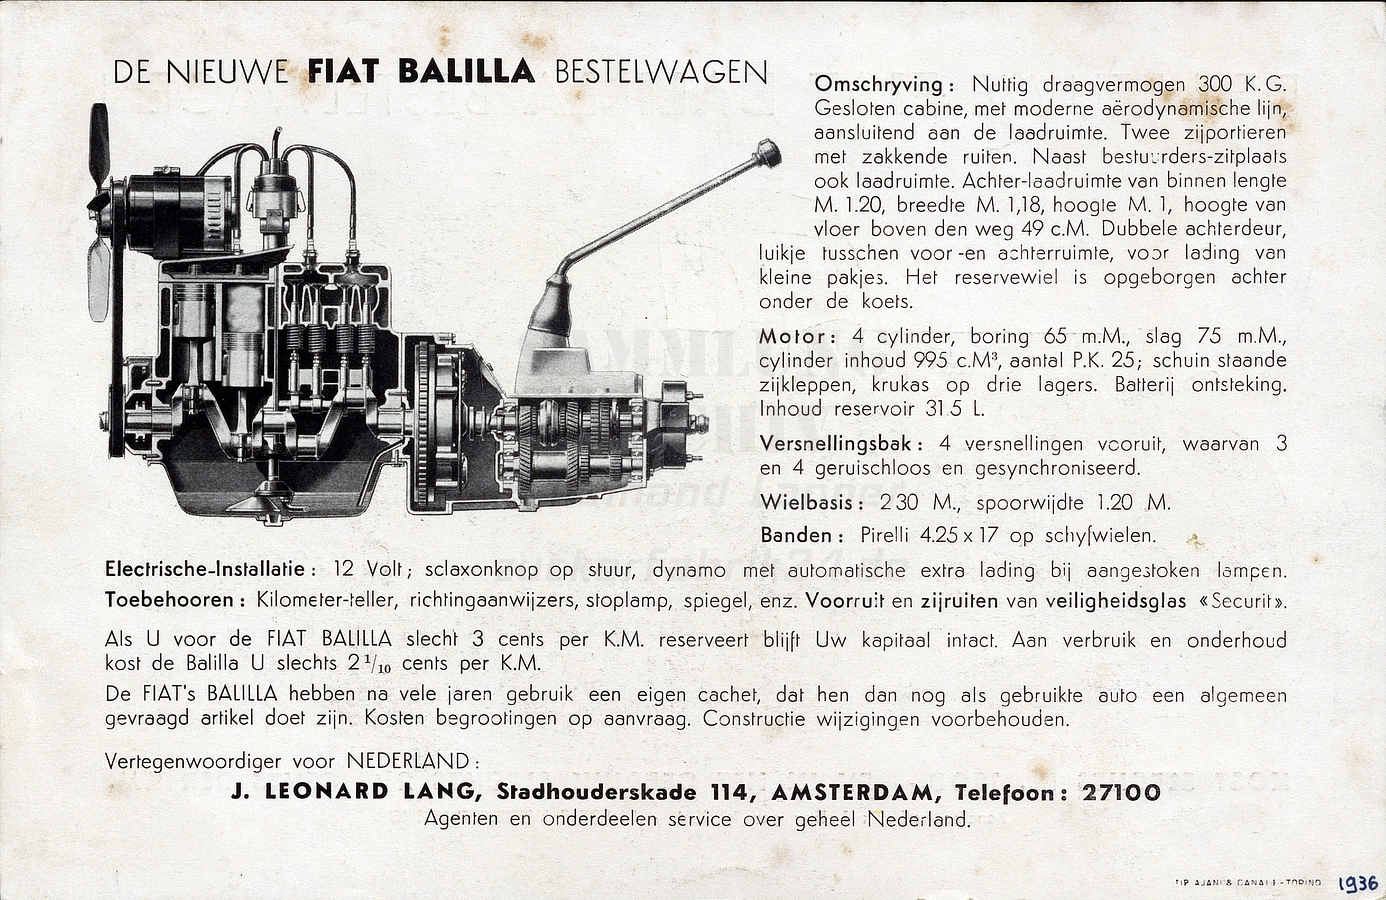 DE NIEUWE FIAT BALILLA BESTELWAGEN
Omschryving : Nuttig draagvermogen 300 K.G.
Gesloten cabine, met moderne aërodynamische lijn,
aansluitend aan de laadruimte. Twee zijportieren
met zakkende ruiten. Naast bestuurders-zitplaats
ook laadruimte. Achter-laadruimte van binnen lengte
M. 1.20, breedte M. 1,18, hoogte M. 1, hoogte van
vloer boven den weg 49 c.M. Dubbele achterdeur,
luikje tusschen voor-en achterruimte, voor lading van
kleine pakjes. Het reservewiel is opgeborgen achter
onder de koets.
Motor : 4 cylinder, boring 65 m.M., slag 75 m.M.,
cylinder inhoud 995 c.M³, aantal P.K. 25; schuin staande
zijkleppen, krukas op drie lagers. Batterij ontsteking.
Inhoud reservoir 31.5 L.
Versnellingsbak : 4 versnellingen vooruit, waarvan 3
en 4 geruischloos en gesynchroniseerd.
Wielbasis : 2.30 M., spoorwijdte 1.20 M.
Banden : Pirelli 4.25 x 17 op schyfwielen.
Electrische-Installatie : 12 Volt; sclaxonknop op stuur, dynamo met automatische extra lading bij aangestoken lampen.
Toebehooren : Kilometer-teller, richtingaanwijzers, stoplamp, spiegel, enz. Voorruit en zijruiten van veiligheidsglas «Securit».
Als U voor de FIAT BALILLA slecht 3 cents per K.M. reserveert blijft Uw kapitaal intact. Aan verbruik en onderhoud
kost de Balilla U slechts 2 1/10 cents per K.M.
De FIAT's BALILLA hebben na vele jaren gebruik een eigen cachet, dat hen dan nog als gebruikte auto een algemeen
gevraagd artikel doet zijn. Kosten begrootingen op aanvraag. Constructie wijzigingen voorbehouden.
Vertegenwoordiger voor NEDERLAND :
J. LEONARD LANG, Stadhouderskade 114, AMSTERDAM, Telefoon : 27100
Agenten en onderdeelen service over geheel Nederland.
TIP. AJANI & CANALE - TORINO
1936